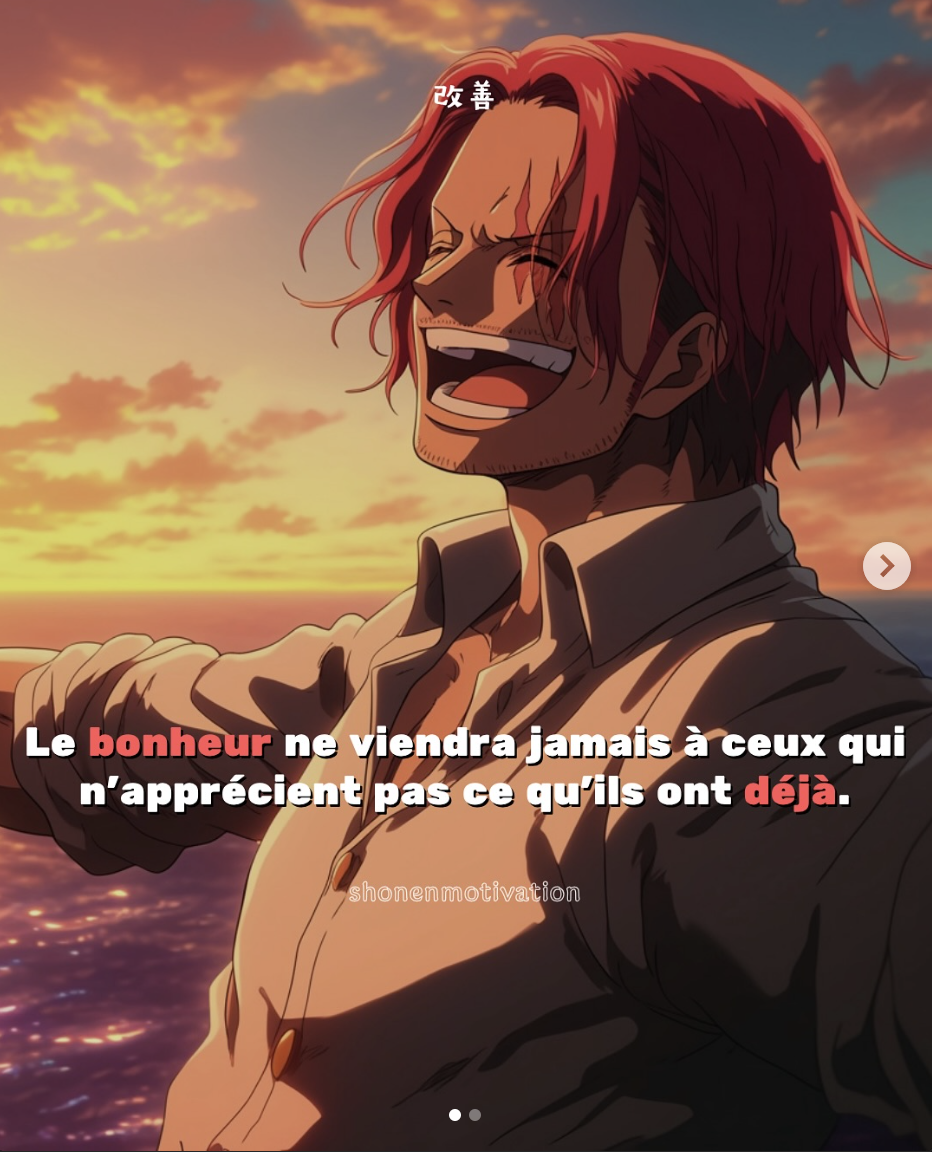 改善
Le bonheur ne viendra jamais à ceux qui
n’apprécient pas ce qu’ils ont déjà.
shonenmotivation